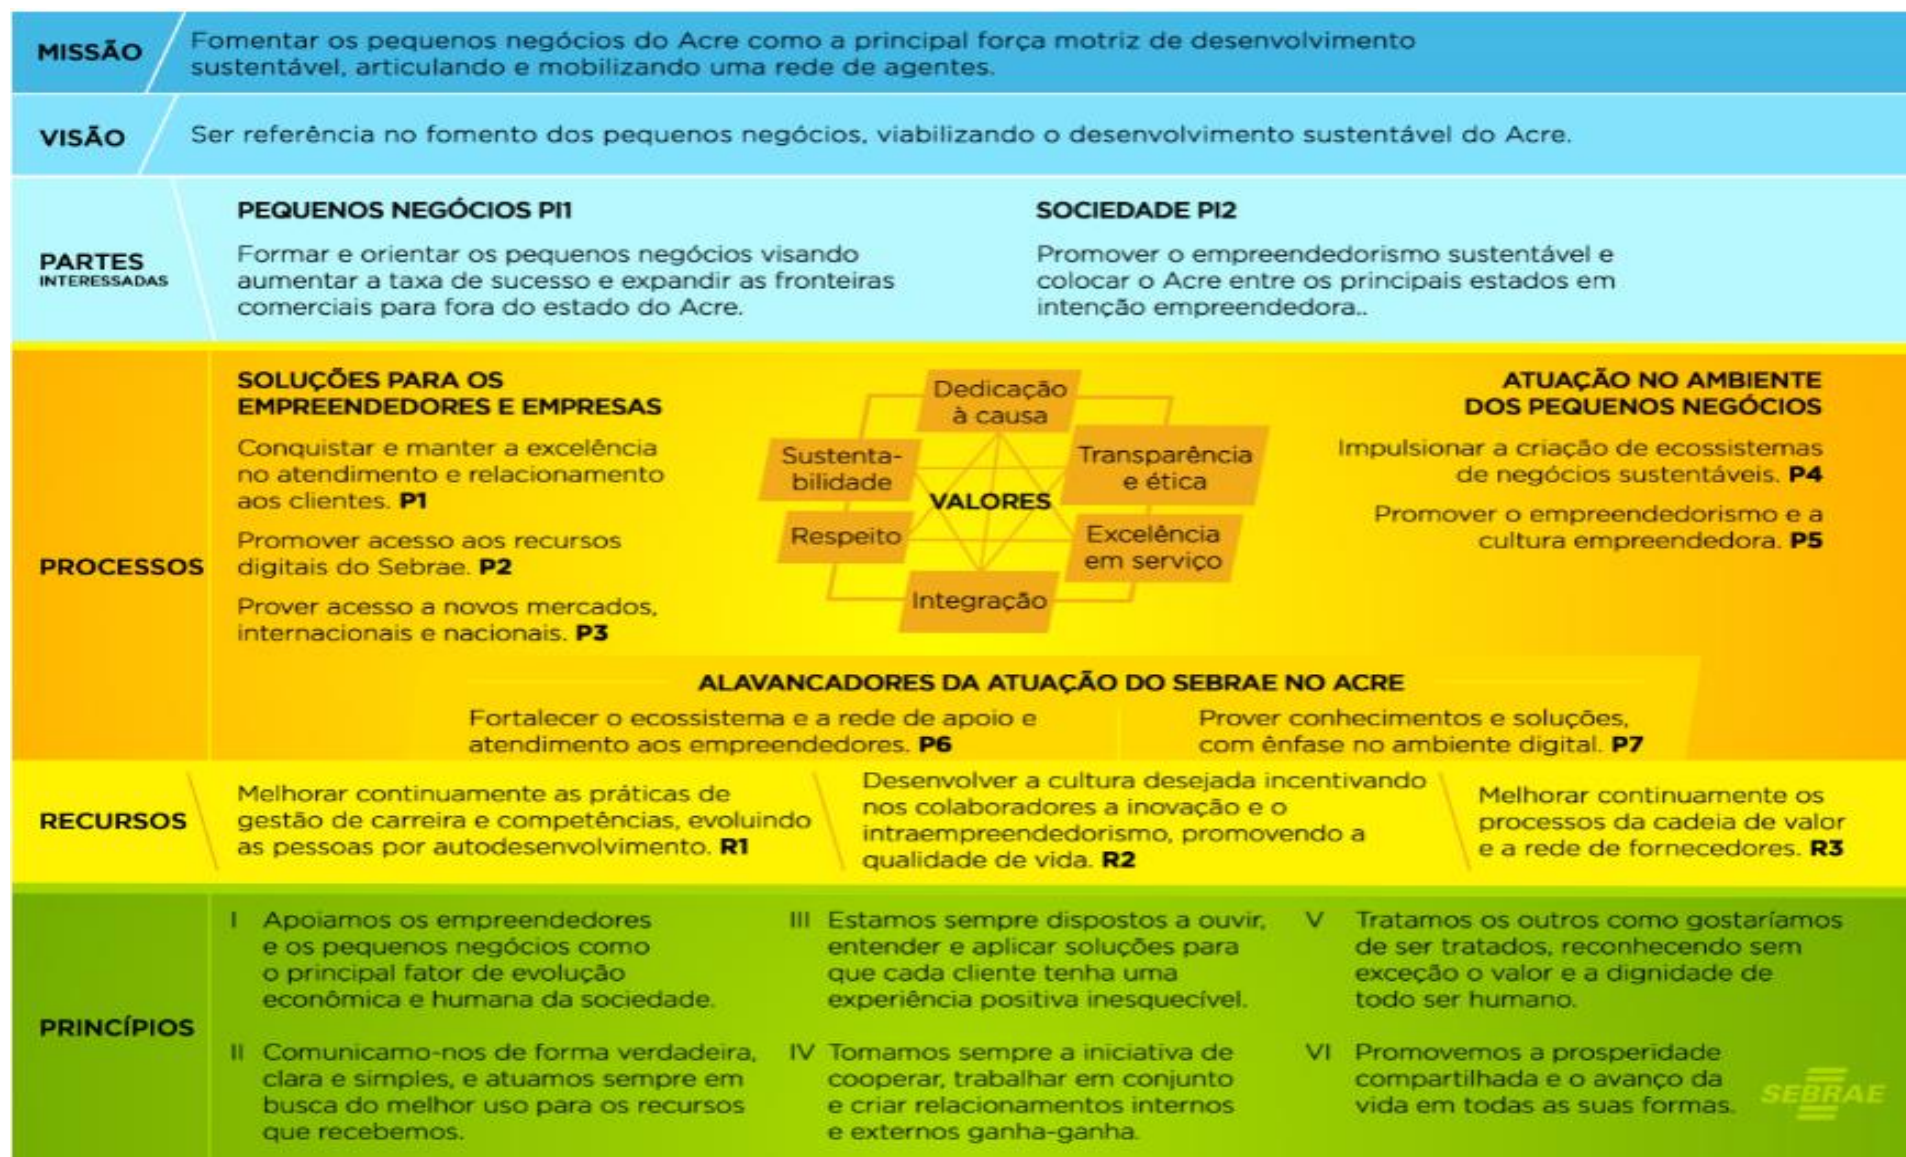 MISSÃO
Fomentar os pequenos negócios do Acre como a principal força motriz de desenvolvimento
sustentável, articulando e mobilizando uma rede de agentes.
VISÃO
Ser referência no fomento dos pequenos negócios, viabilizando o desenvolvimento sustentável do Acre.
PARTES
INTERESSADAS
PEQUENOS NEGÓCIOS PI1
Formar e orientar os pequenos negócios visando
aumentar a taxa de sucesso e expandir as fronteiras
comerciais para fora do estado do Acre.
SOCIEDADE PI2
Promover o empreendedorismo sustentável e
colocar o Acre entre os principais estados em
intenção empreendedora..
PROCESSOS
SOLUÇÕES PARA OS
EMPREENDEDORES E EMPRESAS
Conquistar e manter a excelência
no atendimento e relacionamento
aos clientes. P1
Promover acesso aos recursos
digitais do Sebrae. P2
Prover acesso a novos mercados,
internacionais e nacionais. P3
Dedicação
à causa
Sustenta-
bilidade
Transparência
e ética
VALORES
Respeito
Excelência
em serviço
Integração
ATUAÇÃO NO AMBIENTE
DOS PEQUENOS NEGÓCIOS
Impulsionar a criação de ecossistemas
de negócios sustentáveis. P4
Promover o empreendedorismo e a
cultura empreendedora. P5
ALAVANCADORES DA ATUAÇÃO DO SEBRAE NO ACRE
Fortalecer o ecossistema e a rede de apoio e
atendimento aos empreendedores. P6
Prover conhecimentos e soluções,
com ênfase no ambiente digital. P7
RECURSOS
Melhorar continuamente as práticas de
gestão de carreira e competências, evoluindo
as pessoas por autodesenvolvimento. R1
Desenvolver a cultura desejada incentivando
nos colaboradores a inovação e o
intraempreendedorismo, promovendo a
qualidade de vida. R2
Melhorar continuamente os
processos da cadeia de valor
e a rede de fornecedores. R3
PRINCÍPIOS
I Apoiamos os empreendedores
e os pequenos negócios como
o principal fator de evolução
econômica e humana da sociedade.
II Comunicamo-nos de forma verdadeira,
clara e simples, e atuamos sempre em
busca do melhor uso para os recursos
que recebemos.
III Estamos sempre dispostos a ouvir,
entender e aplicar soluções para
que cada cliente tenha uma
experiência positiva inesquecível.
IV Tomamos sempre a iniciativa de
cooperar, trabalhar em conjunto
e criar relacionamentos internos
e externos ganha-ganha.
V Tratamos os outros como gostaríamos
de ser tratados, reconhecendo sem
exceção o valor e a dignidade de
todo ser humano.
VI Promovemos a prosperidade
compartilhada e o avanço da
vida em todas as suas formas.
SEBRAE